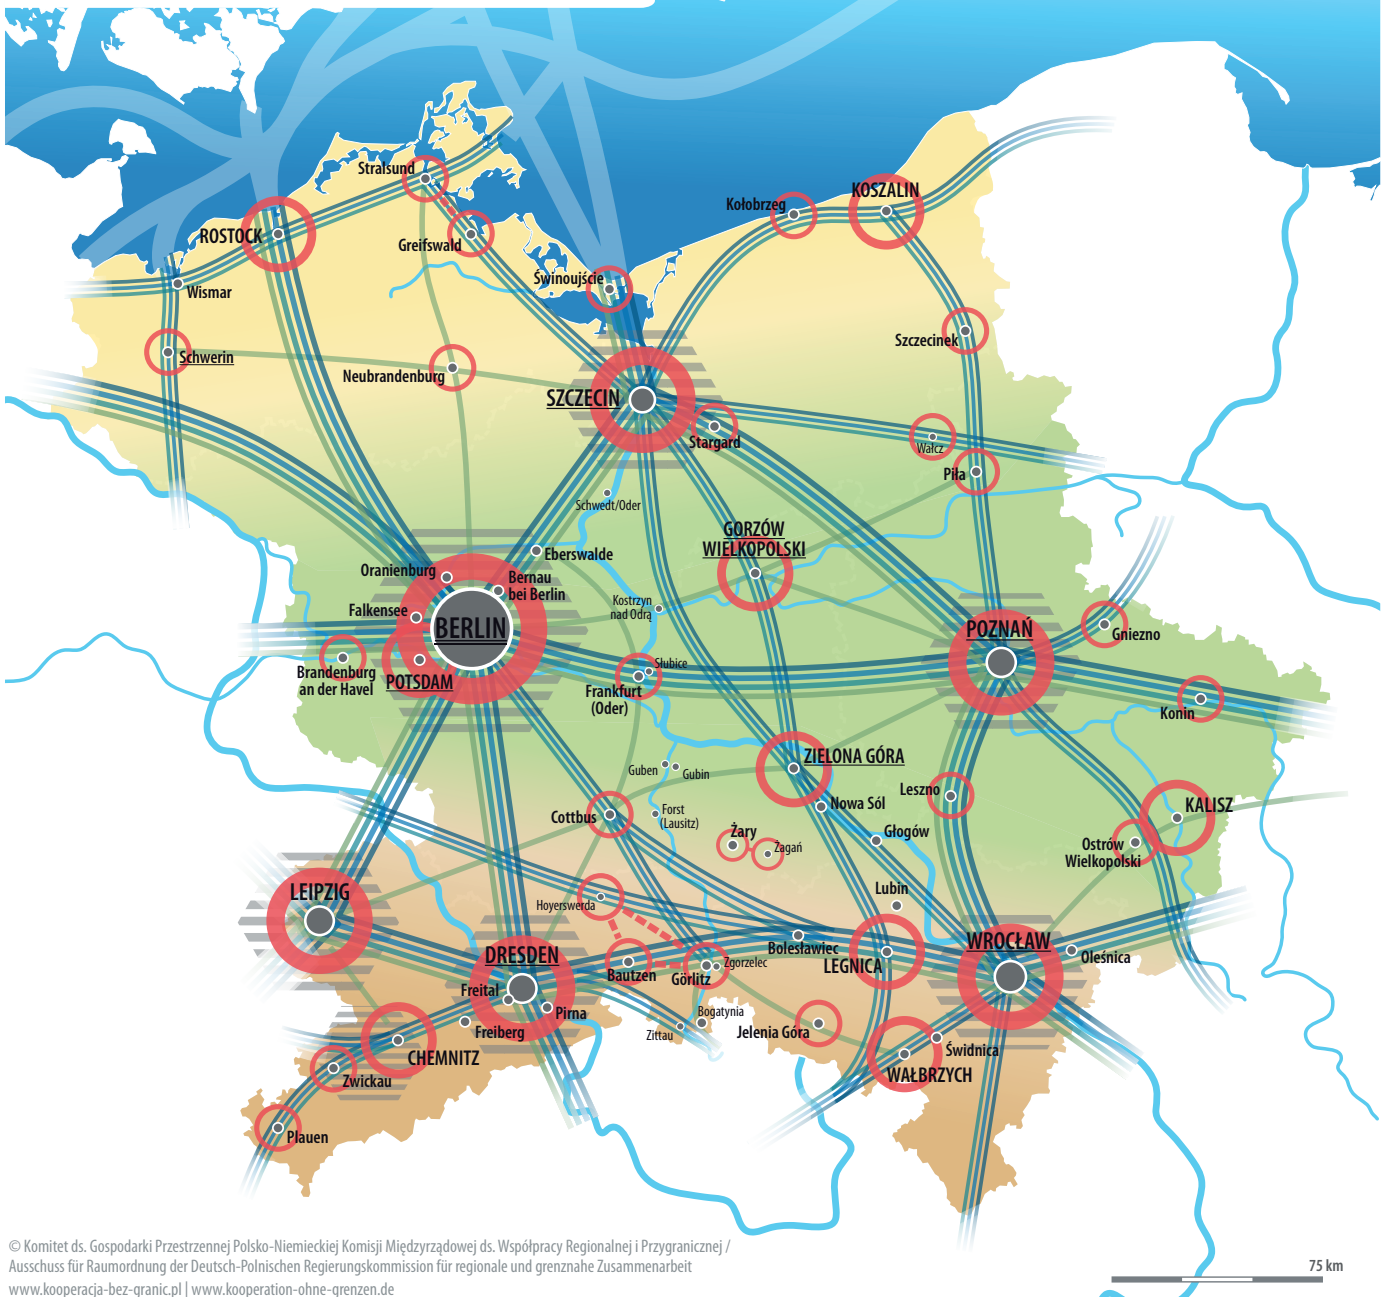 Stralsund
KOSZALIN
Kołobrzeg
ROSTOCK
Greifswald
Świnoujście
Wismar
Szczecinek
Schwerin
Neubrandenburg
SZCZECIN
Stargard
Wałcz
Piła
Schwedt/Oder
GORZÓW
WIELKOPOLSKI
Eberswalde
Oranienburg
Bernau
bei Berlin
Falkensee
Kostrzyn
nad Odrą
BERLIN
POZNAŃ
Gniezno
Słubice
Brandenburg
an der Havel
POTSDAM
Frankfurt
(Oder)
Konin
ZIELONA GÓRA
Guben
Gubin
Leszno
Nowa Sól
KALISZ
Cottbus
Forst
(Lausitz)
Żary
Żagań
Głogów
Ostrów
Wielkopolski
LEIPZIG
Lubin
Hoyerswerda
WROCŁAW
Bolesławiec
DRESDEN
Oleśnica
LEGNICA
Zgorzelec
Bautzen
Görlitz
Freital
Pirna
Bogatynia
Freiberg
Zittau
Jelenia Góra
Świdnica
CHEMNITZ
WAŁBRZYCH
Zwickau
Plauen
© Komitet ds. Gospodarki Przestrzennej Polsko-Niemieckiej Komisji Międzyrządowej ds. Współpracy Regionalnej i Przygranicznej /
Ausschuss für Raumordnung der Deutsch-Polnischen Regierungskommission für regionale und grenznahe Zusammenarbeit
75 km
www.kooperacja-bez-granic.pl | www.kooperation-ohne-grenzen.de